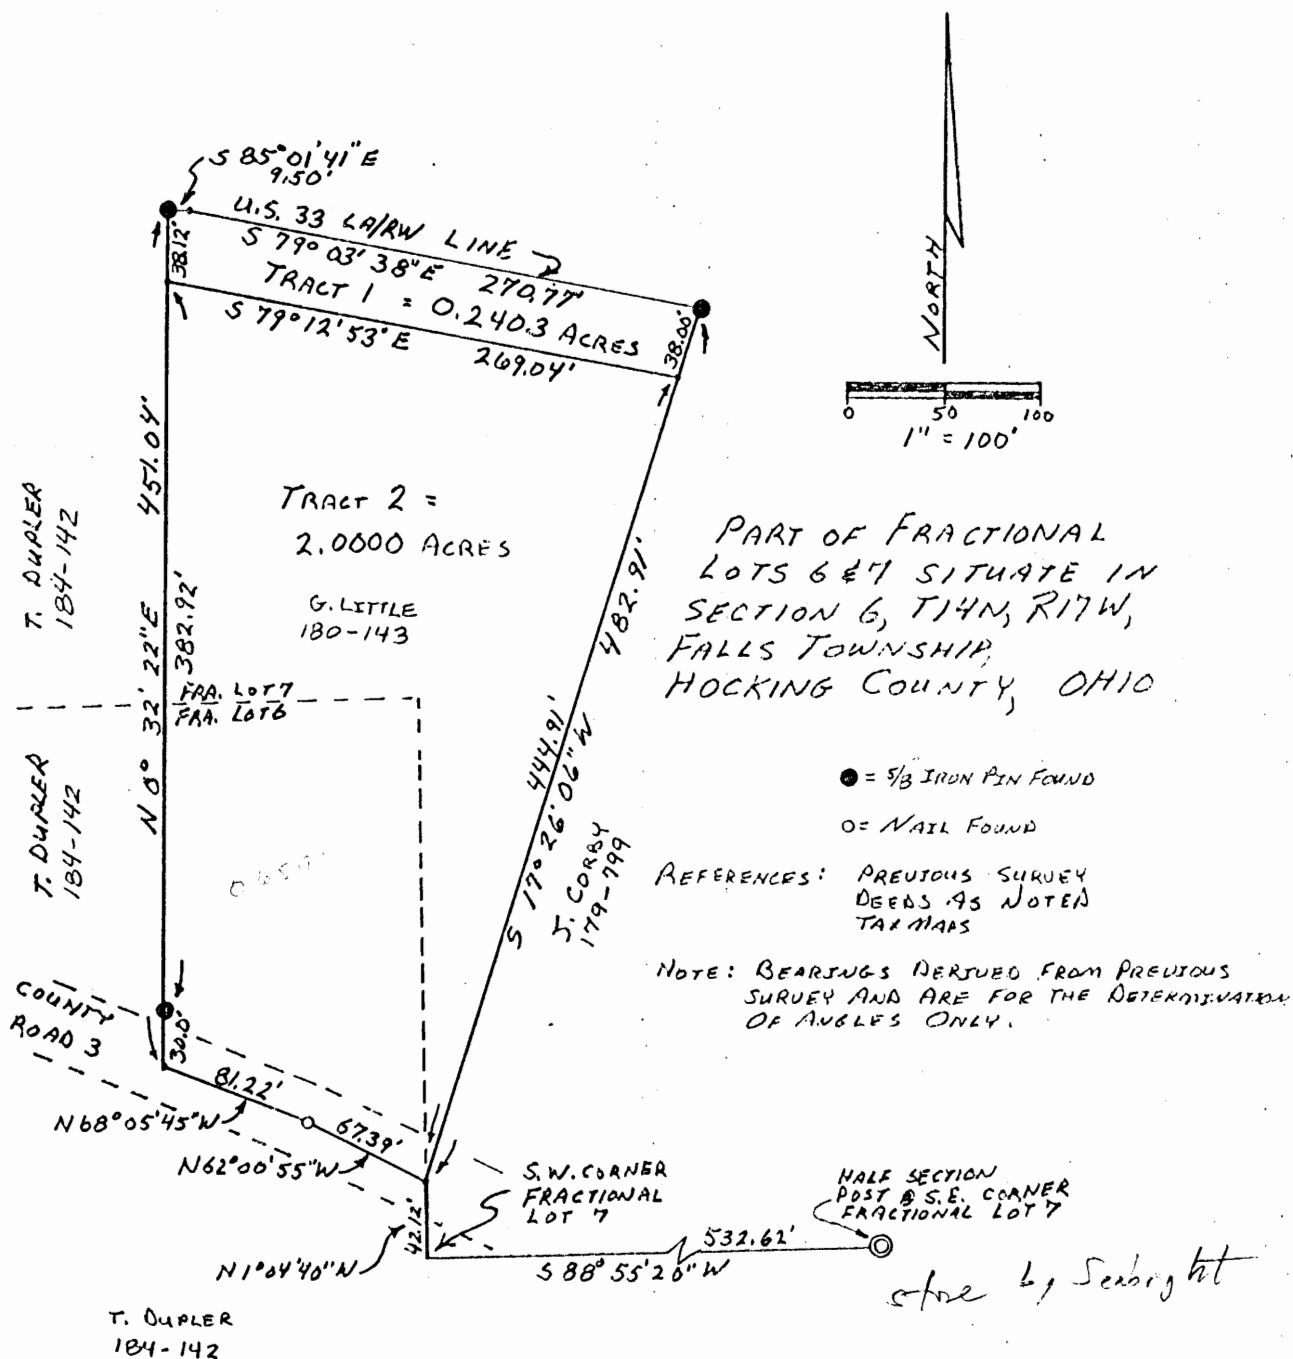 S 85°01'41"E
9.50'
U.S. 33 LA/RW LINE
S 79° 03' 38"E 270.77'
38.12'
TRACT 1 = 0.2403 ACRES
S 79°12'53"E 269.04'
38.00'
NORTH
0 50 100
1" = 100'
T. DUPLER
184-142
N 0° 32' 22"E 451.04'
382.92'
TRACT 2 =
2.0000 ACRES
G. LITTLE
180-143
482.91'
444.91'
S 17° 26' 06" W
S. CORBY
179-799
PART OF FRACTIONAL
LOTS 6 & 7 SITUATE IN
SECTION 6, T14N, R17W,
FALLS TOWNSHIP,
HOCKING COUNTY, OHIO
FRA. LOT 7
FRA. LOT 6
T. DUPLER
184-142
● = 5/8 IRON PIN FOUND
O = NAIL FOUND
REFERENCES: PREVIOUS SURVEY
DEEDS AS NOTED
TAX MAPS
NOTE: BEARINGS DERIVED FROM PREVIOUS
SURVEY AND ARE FOR THE DETERMINATION
OF ANGLES ONLY.
COUNTY
ROAD 3
30.0'
81.22'
N68°05'45"W
67.39'
N62°00'55"W
42.12'
N1°04'40"N
S.W. CORNER
FRACTIONAL
LOT 7
HALF SECTION
POST @ S.E. CORNER
FRACTIONAL LOT 7
532.62'
S 88° 55'20" W
by Seabright
T. DUPLER
184-142